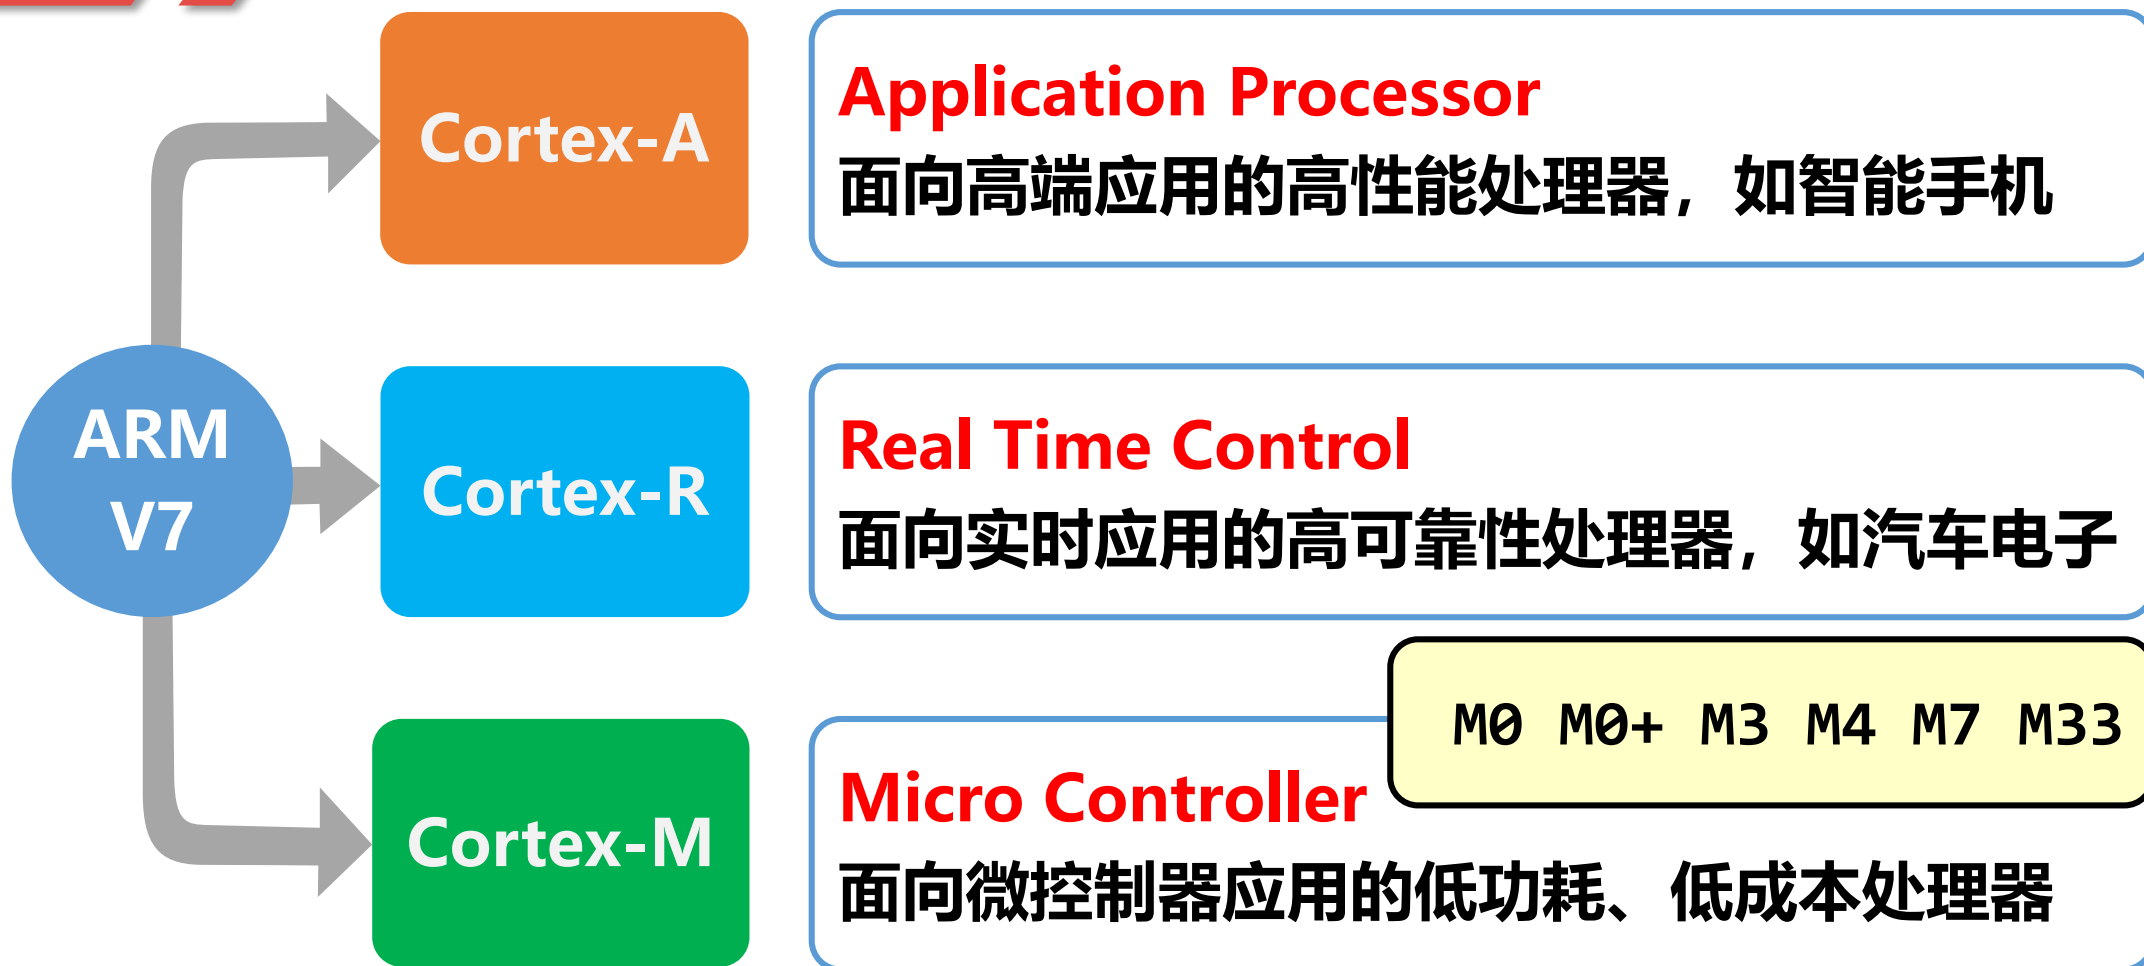 ARM
V7
Cortex-A
Application Processor
面向高端应用的高性能处理器，如智能手机
Cortex-R
Real Time Control
面向实时应用的高可靠性处理器，如汽车电子
M0 M0+ M3 M4 M7 M33
Cortex-M
Micro Controller
面向微控制器应用的低功耗、低成本处理器